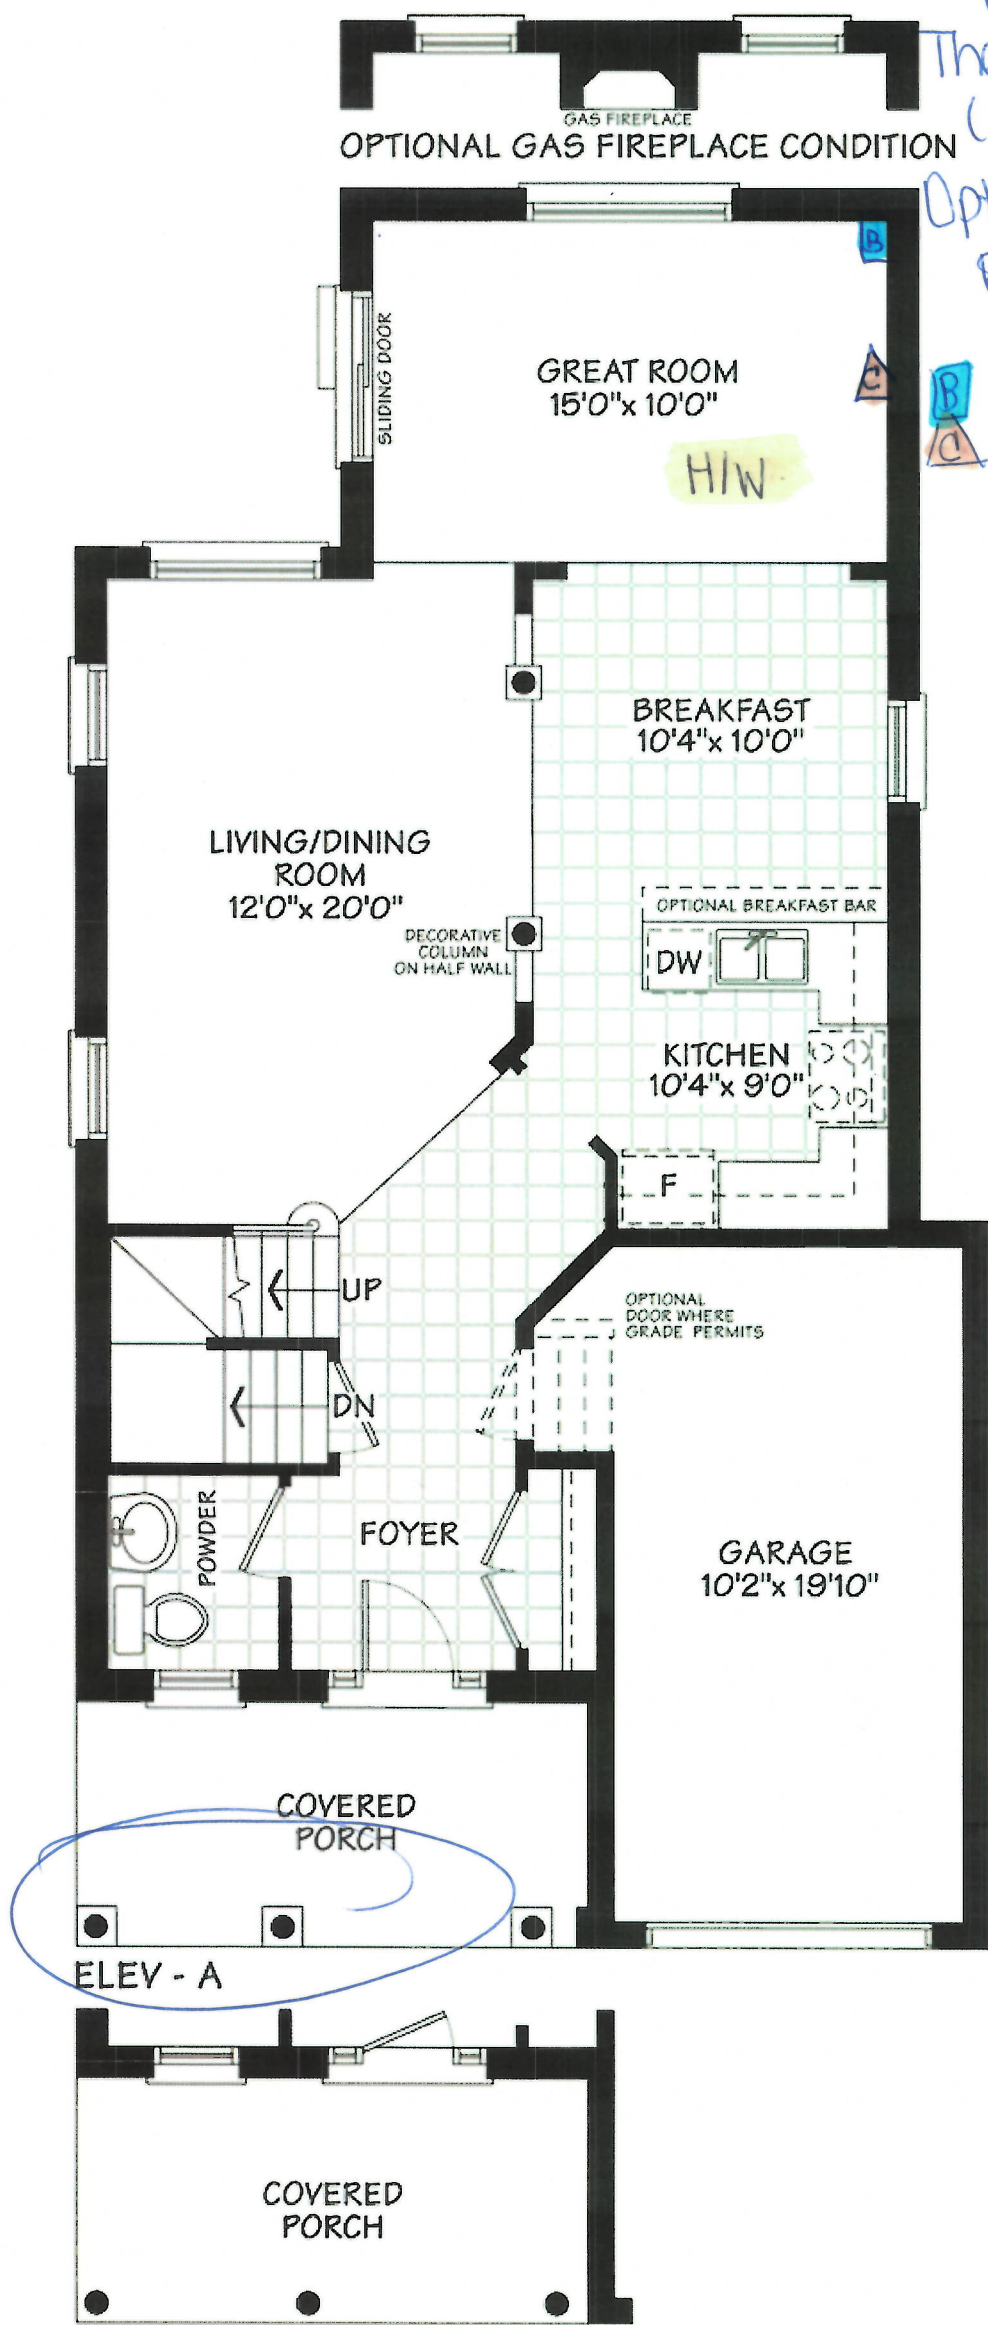 GAS FIREPLACE
OPTIONAL GAS FIREPLACE CONDITION
B
SLIDING DOOR
GREAT ROOM
15'0"x 10'0"
C
B
C
H/W
BREAKFAST
10'4"x 10'0"
LIVING/DINING
ROOM
12'0"x 20'0"
OPTIONAL BREAKFAST BAR
DECORATIVE
COLUMN
ON HALF WALL
DW
KITCHEN
10'4"x 9'0"
F
UP
OPTIONAL
DOOR WHERE
GRADE PERMITS
DN
POWDER
FOYER
GARAGE
10'2"x 19'10"
COVERED
PORCH
ELEV - A
COVERED
PORCH